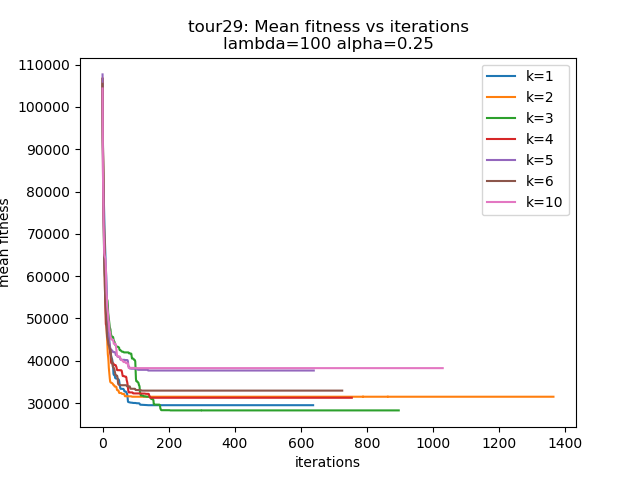 tour29: Mean fitness vs iterations
lambda=100 alpha=0.25
110000
100000
90000
80000
70000
60000
50000
40000
30000
mean fitness
k=1
k=2
k=3
k=4
k=5
k=6
k=10
0
200
400
600
800
1000
1200
1400
iterations